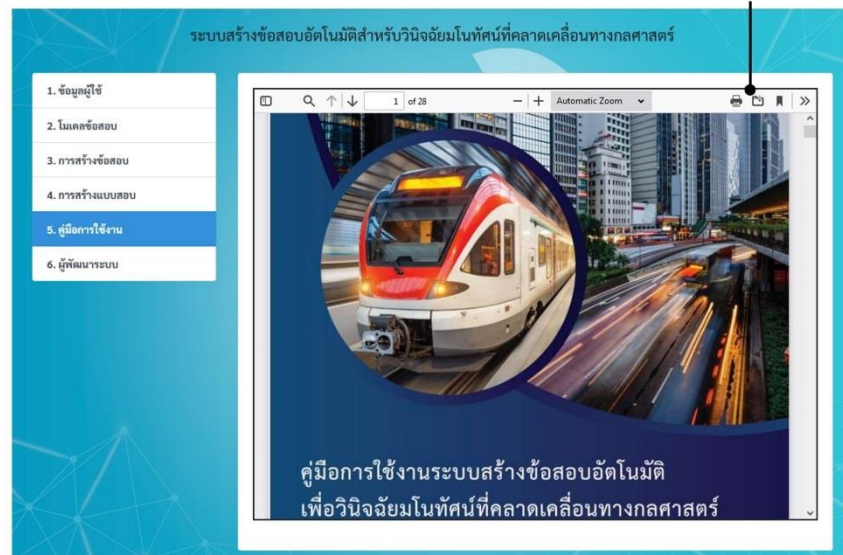 ระบบสร้างข้อสอบอัตโนมัติสำหรับวินิจฉัยมโนทัศน์ที่คลาดเคลื่อนทางกลศาสตร์
1. ข้อมูลผู้ใช้
2. โมเดลข้อสอบ
3. การสร้างข้อสอบ
4. การสร้างแบบสอบ
5. คู่มือการใช้งาน
6. ผู้พัฒนาระบบ
1 of 28
Automatic Zoom
คู่มือการใช้งานระบบสร้างข้อสอบอัตโนมัติ
เพื่อวินิจฉัยมโนทัศน์ที่คลาดเคลื่อนทางกลศาสตร์